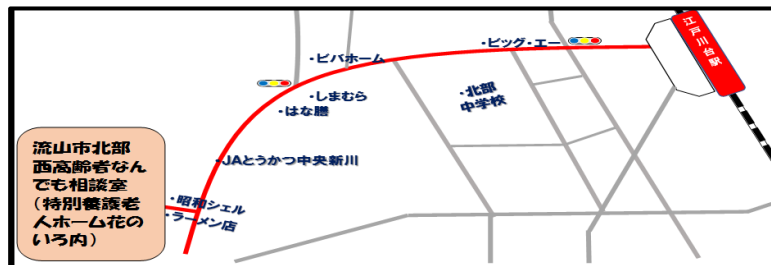 江戸川台駅
・ビッグ・エー
・ビバホーム
・しまむら
・はな膳
・北部
中学校
・JAとうかつ中央新川
・昭和シェル
・ラーメン店
流山市北部
西高齢者なん
でも相談室
(特別養護老
人ホーム花の
いろ内)